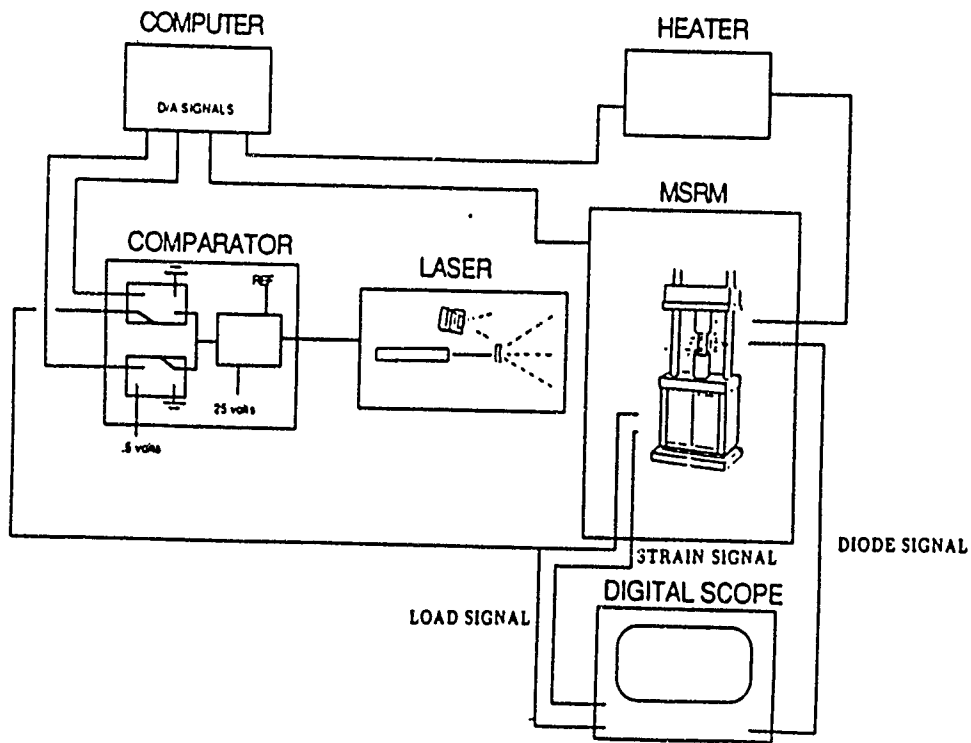 COMPUTER
HEATER
D/A SIGNALS
MSRM
COMPARATOR
REF
LASER
25 volts
.5 volts
STRAIN SIGNAL
DIODE SIGNAL
DIGITAL SCOPE
LOAD SIGNAL